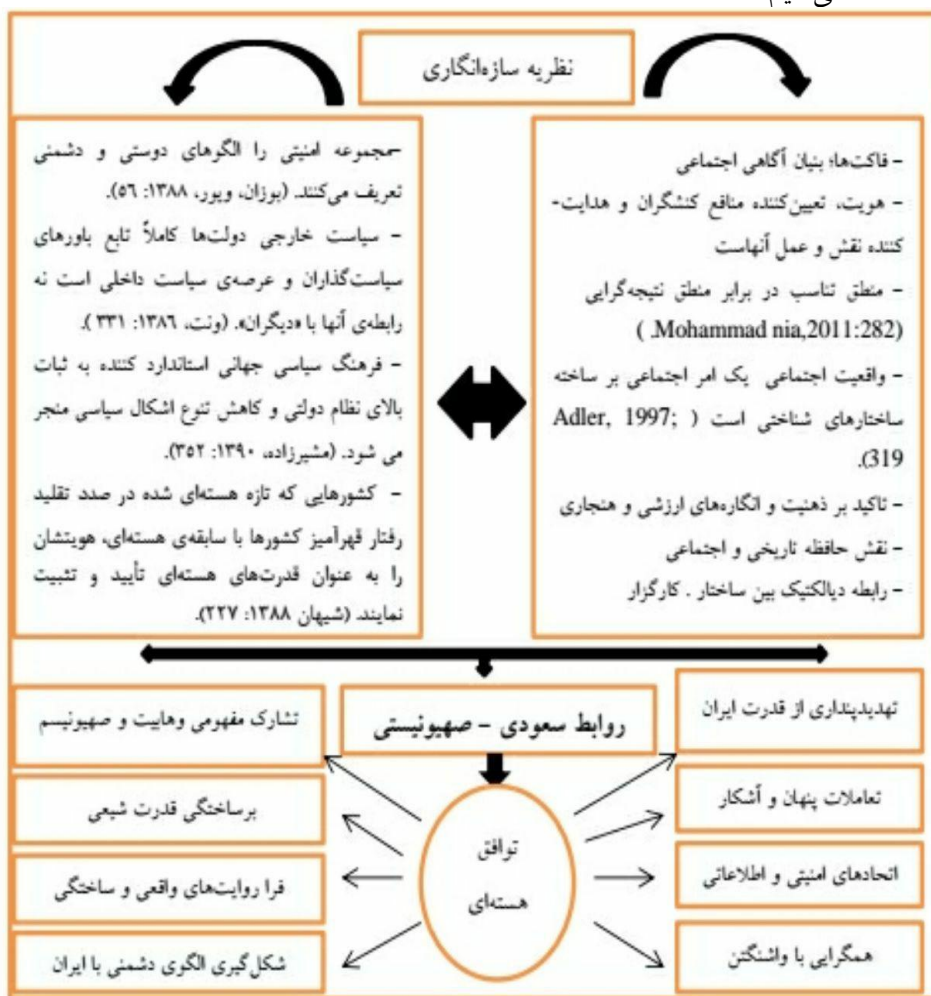 نظریه سازه‌انگاری
- فاکت‌ها؛ بنیان آگاهی اجتماعی
- هویت، تعیین‌کننده منافع کنشگران و هدایت-
کننده نقش و عمل آنهاست
- منطق تناسب در برابر منطق نتیجه‌گرایی
(Mohammad nia,2011:282. )
- واقعیت اجتماعی یک امر اجتماعی بر ساخته
ساختارهای شناختی است ( Adler, 1997;
319).
- تاکید بر ذهنیت و انگاره‌های ارزشی و هنجاری
- نقش حافظه تاریخی و اجتماعی
- رابطه دیالکتیک بین ساختار . کارگزار
-مجموعه امنیتی را الگوهای دوستی و دشمنی
تعریف می‌کنند. (بوزان، ویور، ۱۳۸۸: ۵۶).
- سیاست خارجی دولت‌ها کاملاً تابع باورهای
سیاست‌گذاران و عرصه‌ی سیاست داخلی است نه
رابطه‌ی آنها با «دیگران». (ونت، ۱۳۸۶: ۳۳۱ ).
- فرهنگ سیاسی جهانی استاندارد کننده به ثبات
بالای نظام دولتی و کاهش تنوع اشکال سیاسی منجر
می شود. (مشیرزاده، ۱۳۹۰: ۳۵۲).
- کشورهایی که تازه هسته‌ای شده در صدد تقلید
رفتار قهرآمیز کشورها با سابقه‌ی هسته‌ای، هویتشان
را به عنوان قدرت‌های هسته‌ای تأیید و تثبیت
نمایند. (شیهان ۱۳۸۸: ۲۲۷).
روابط سعودی - صهیونیستی
تهدیدپنداری از قدرت ایران
تعاملات پنهان و آشکار
اتحادهای امنیتی و اطلاعاتی
همگرایی با واشنگتن
توافق
هسته‌ای
تشارک مفهومی وهابیت و صهیونیسم
برساختگی قدرت شیعی
فرا روایت‌های واقعی و ساختگی
شکل‌گیری الگوی دشمنی با ایران